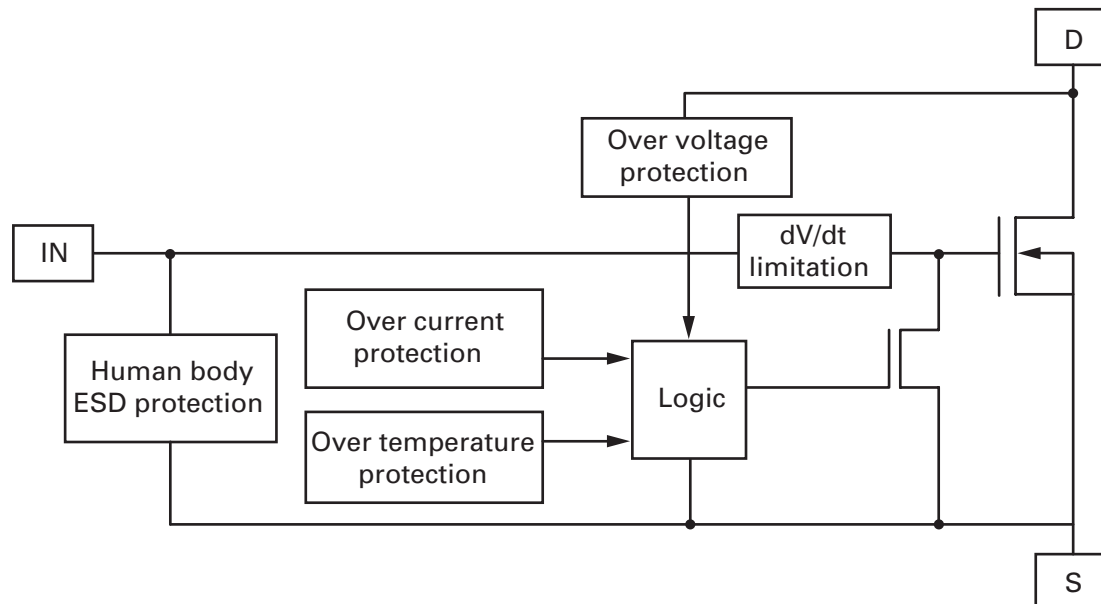 D
Over voltage
protection
IN
dV/dt
limitation
Over current
protection
Human body
ESD protection
Logic
Over temperature
protection
S